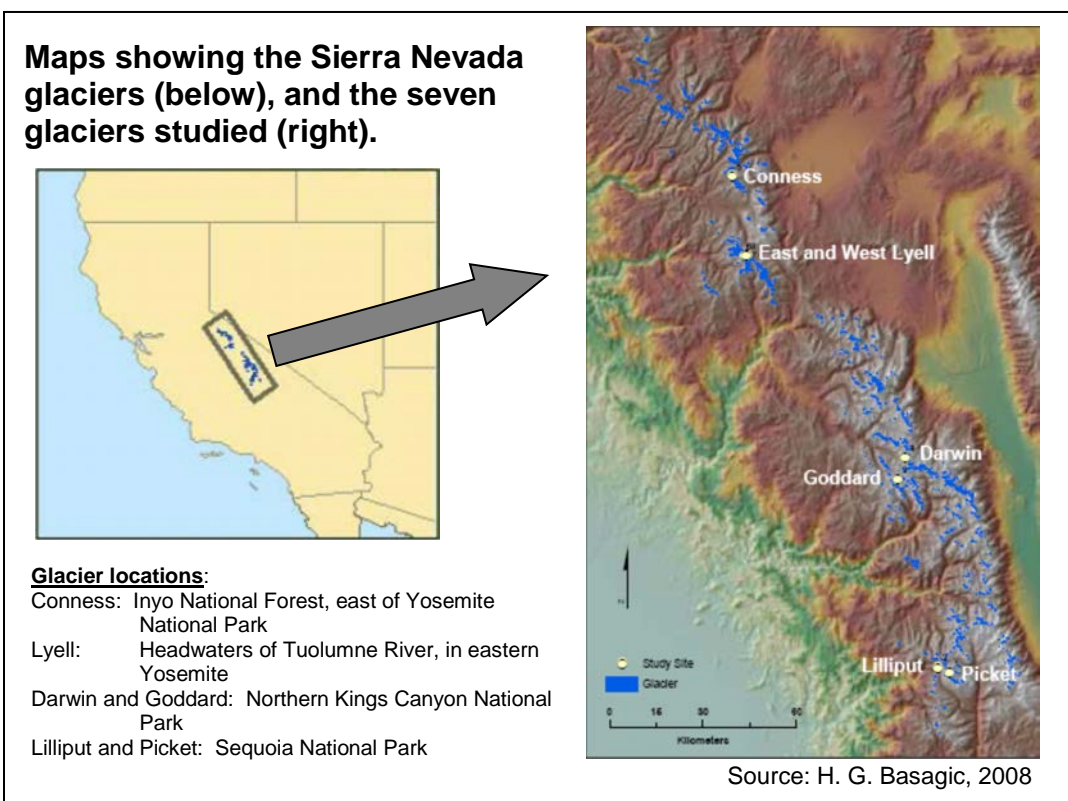 Maps showing the Sierra Nevada
glaciers (below), and the seven
glaciers studied (right).
Glacier locations:
Conness: Inyo National Forest, east of Yosemite
National Park
Lyell: Headwaters of Tuolumne River, in eastern
Yosemite
Darwin and Goddard: Northern Kings Canyon National
Park
Lilliput and Picket: Sequoia National Park
Conness
East and West Lyell
Darwin
Goddard
Lilliput
Picket
Study Site
Glacier
0 15 30 60
Kilometers
Source: H. G. Basagic, 2008